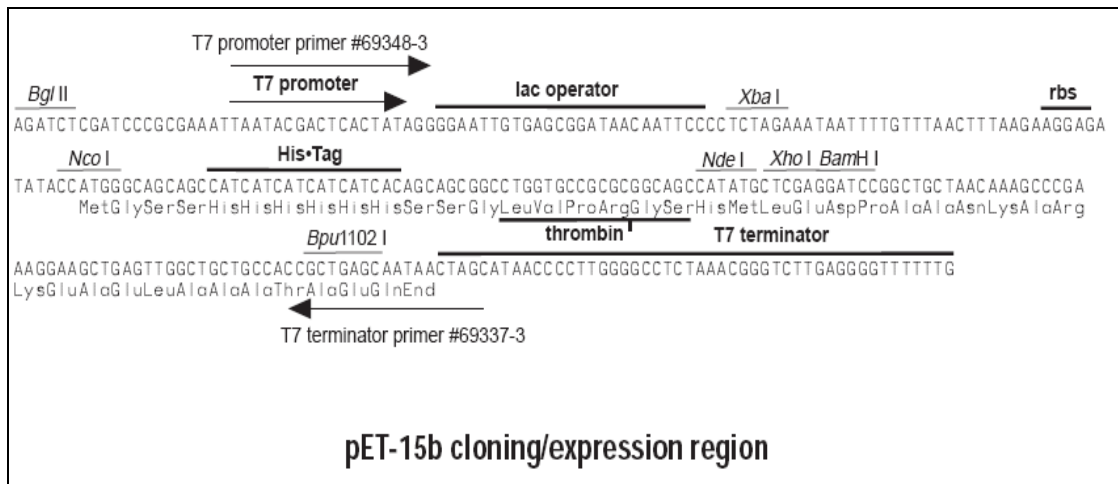 T7 promoter primer #69348-3
Bgl II T7 promoter lac operator Xba I rbs
AGATCTCGATCCCGCGAAATTAATACGACTCACTATAGGGGAATTGTGAGCGGATAACAATTCCCCTCTAGAAATAATTTTGTTTAACTTTAAGAAGGAGA
Nco I His•Tag Nde I Xho I BamH I
TATACCATGGGCAGCAGCCATCATCATCATCATCACAGCAGCGGCCTGGTGCCGCGCGGCAGCCATATGCTCGAGGATCCGGCTGCTAACAAAGCCCGA
MetGlySerSerHisHisHisHisHisHisSerSerGlyLeuValProArgGlySerHisMetLeuGluAspProAlaAlaAsnLysAlaArg
Bpu1102 I thrombin T7 terminator
AAGGAAGCTGAGTTGGCTGCTGCCACCGCTGAGCAATAACTAGCATAACCCCTTGGGGCCTCTAAACGGGTCTTGAGGGGTTTTTTG
LysGluAlaGluLeuAlaAlaAlaThrAlaGluGlnEnd
T7 terminator primer #69337-3
pET-15b cloning/expression region